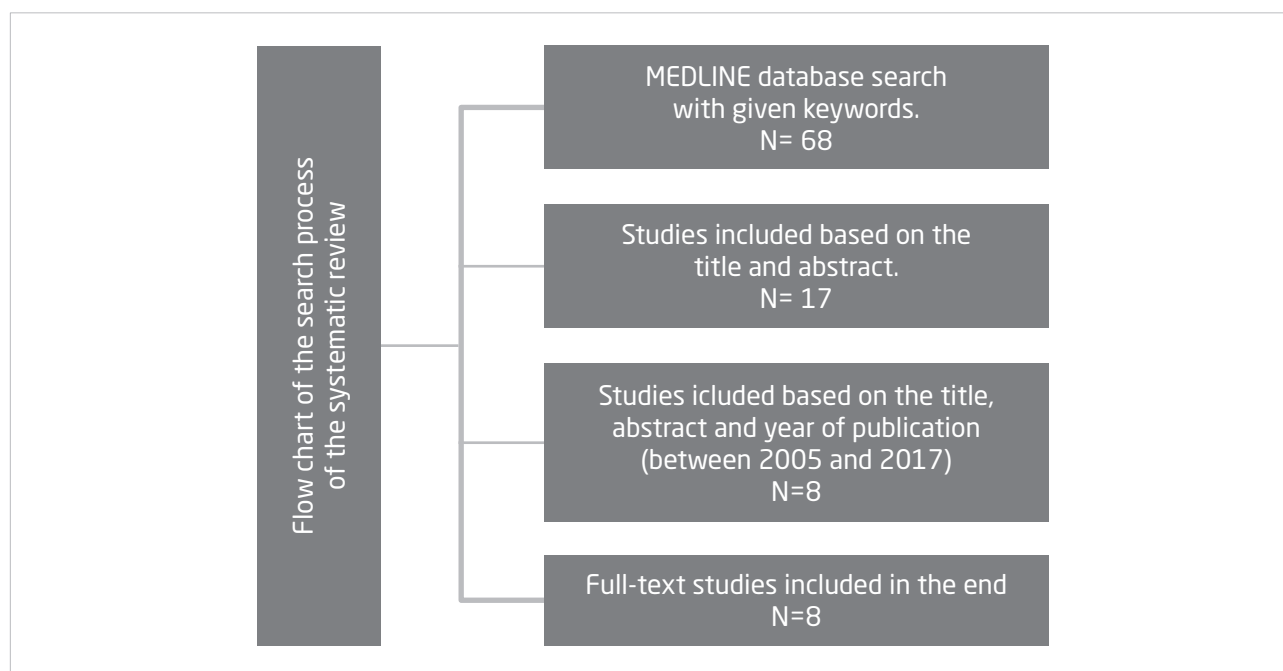 Flow chart of the search process
of the systematic review
MEDLINE database search
with given keywords.
N= 68
Studies included based on the
title and abstract.
N= 17
Studies icluded based on the title,
abstract and year of publication
(between 2005 and 2017)
N=8
Full-text studies included in the end
N=8